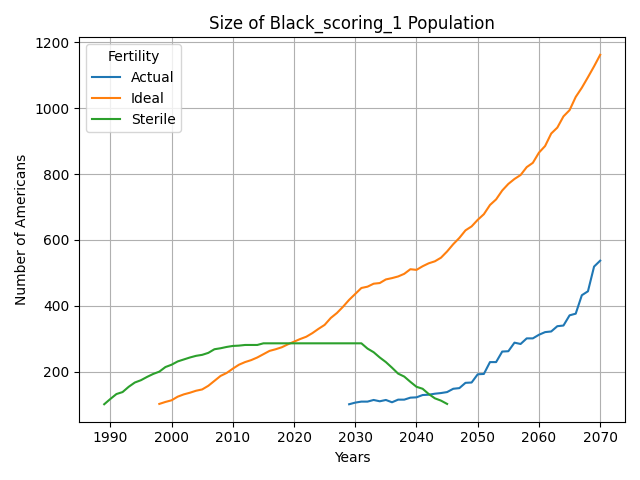 Size of Black_scoring_1 Population
Fertility
Actual
Ideal
Sterile
Number of Americans
1200
1000
800
600
400
200
1990 2000 2010 2020 2030 2040 2050 2060 2070
Years